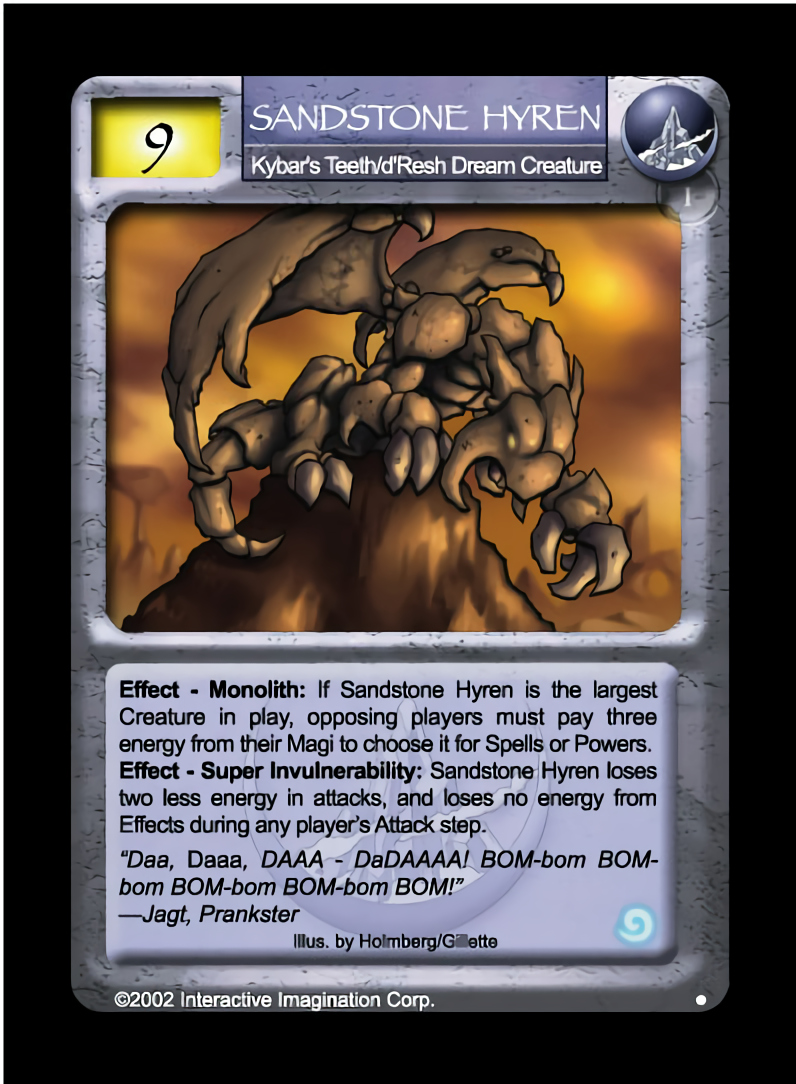 9
SANDSTONE HYREN
Kybar's Teeth/d'Resh Dream Creature
1
Effect - Monolith: If Sandstone Hyren is the largest
Creature in play, opposing players must pay three
energy from their Magi to choose it for Spells or Powers.
Effect - Super Invulnerability: Sandstone Hyren loses
two less energy in attacks, and loses no energy from
Effects during any player's Attack step.
"Daa, Daaa, DAAA - DaDAAAA! BOM-bom BOM-
bom BOM-bom BOM-bom BOM!"
—Jagt, Prankster
Illus. by Holmberg/Gillette
©2002 Interactive Imagination Corp.